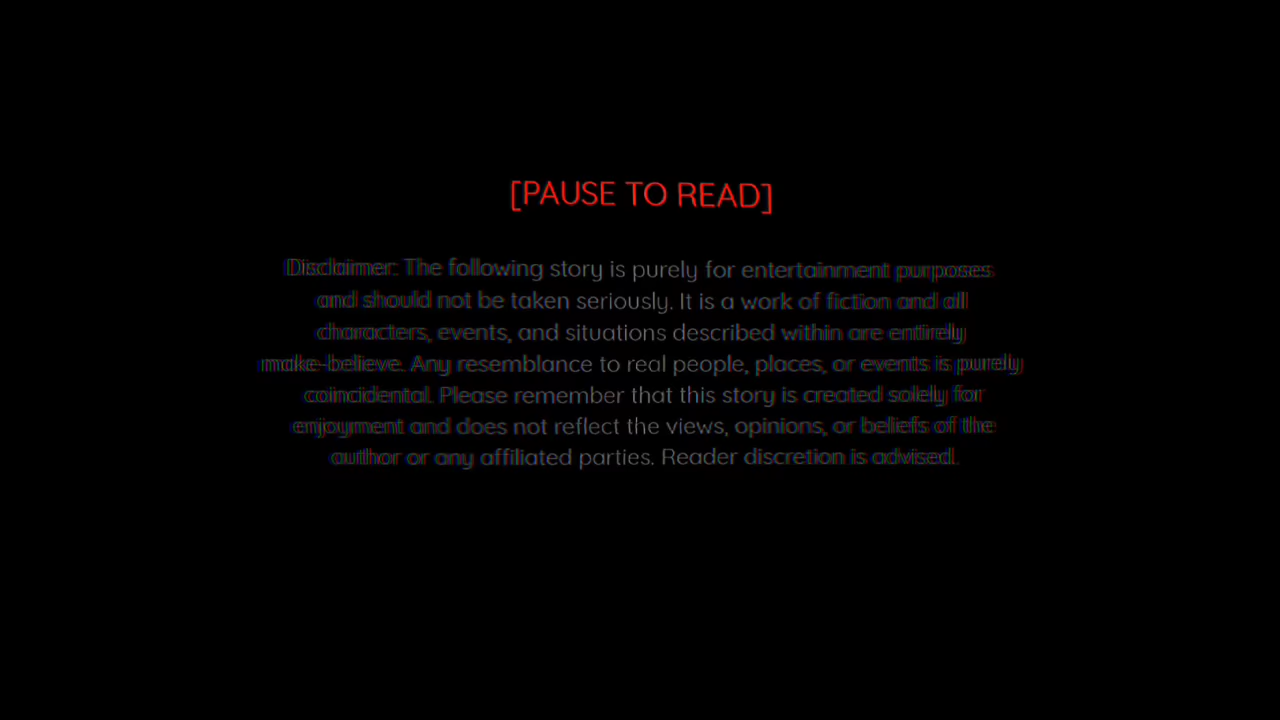 [PAUSE TO READ]
Disclaimer: The following story is purely for entertainment purposes
and should not be taken seriously. It is a work of fiction and all
characters, events, and situations described within are entirely
make-believe. Any resemblance to real people, places, or events is purely
coincidental. Please remember that this story is created solely for
enjoyment and does not reflect the views, opinions, or beliefs of the
author or any affiliated parties. Reader discretion is advised.